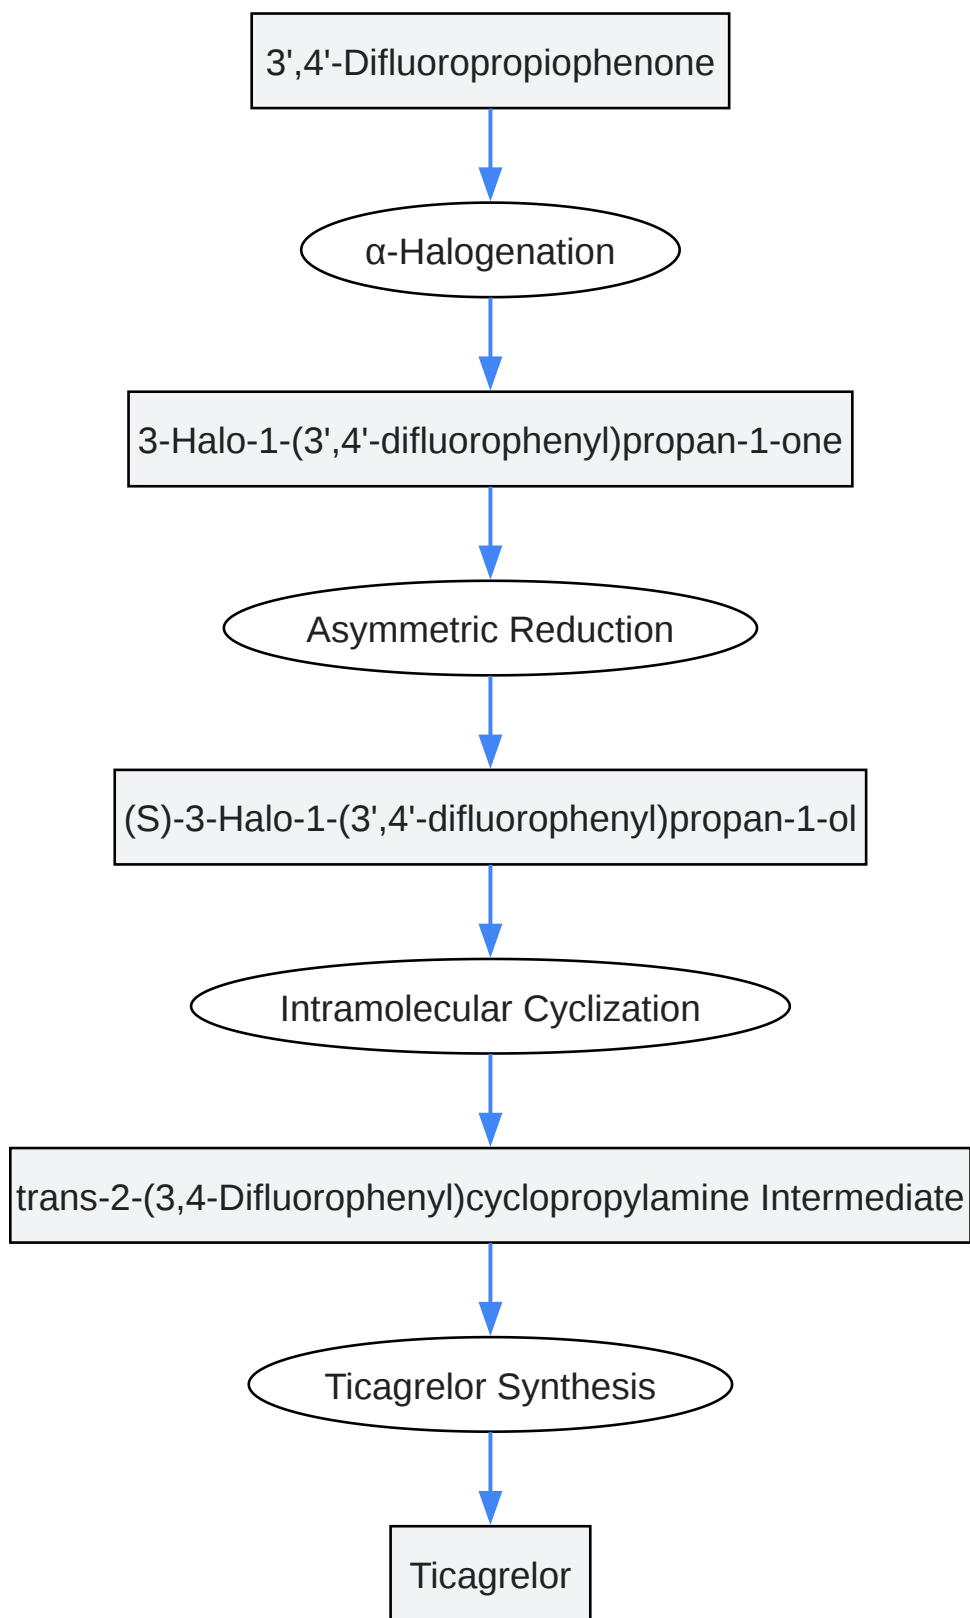 3',4'-Difluoropropiophenone
α-Halogenation
3-Halo-1-(3',4'-difluorophenyl)propan-1-one
Asymmetric Reduction
(S)-3-Halo-1-(3',4'-difluorophenyl)propan-1-ol
Intramolecular Cyclization
trans-2-(3,4-Difluorophenyl)cyclopropylamine Intermediate
Ticagrelor Synthesis
Ticagrelor